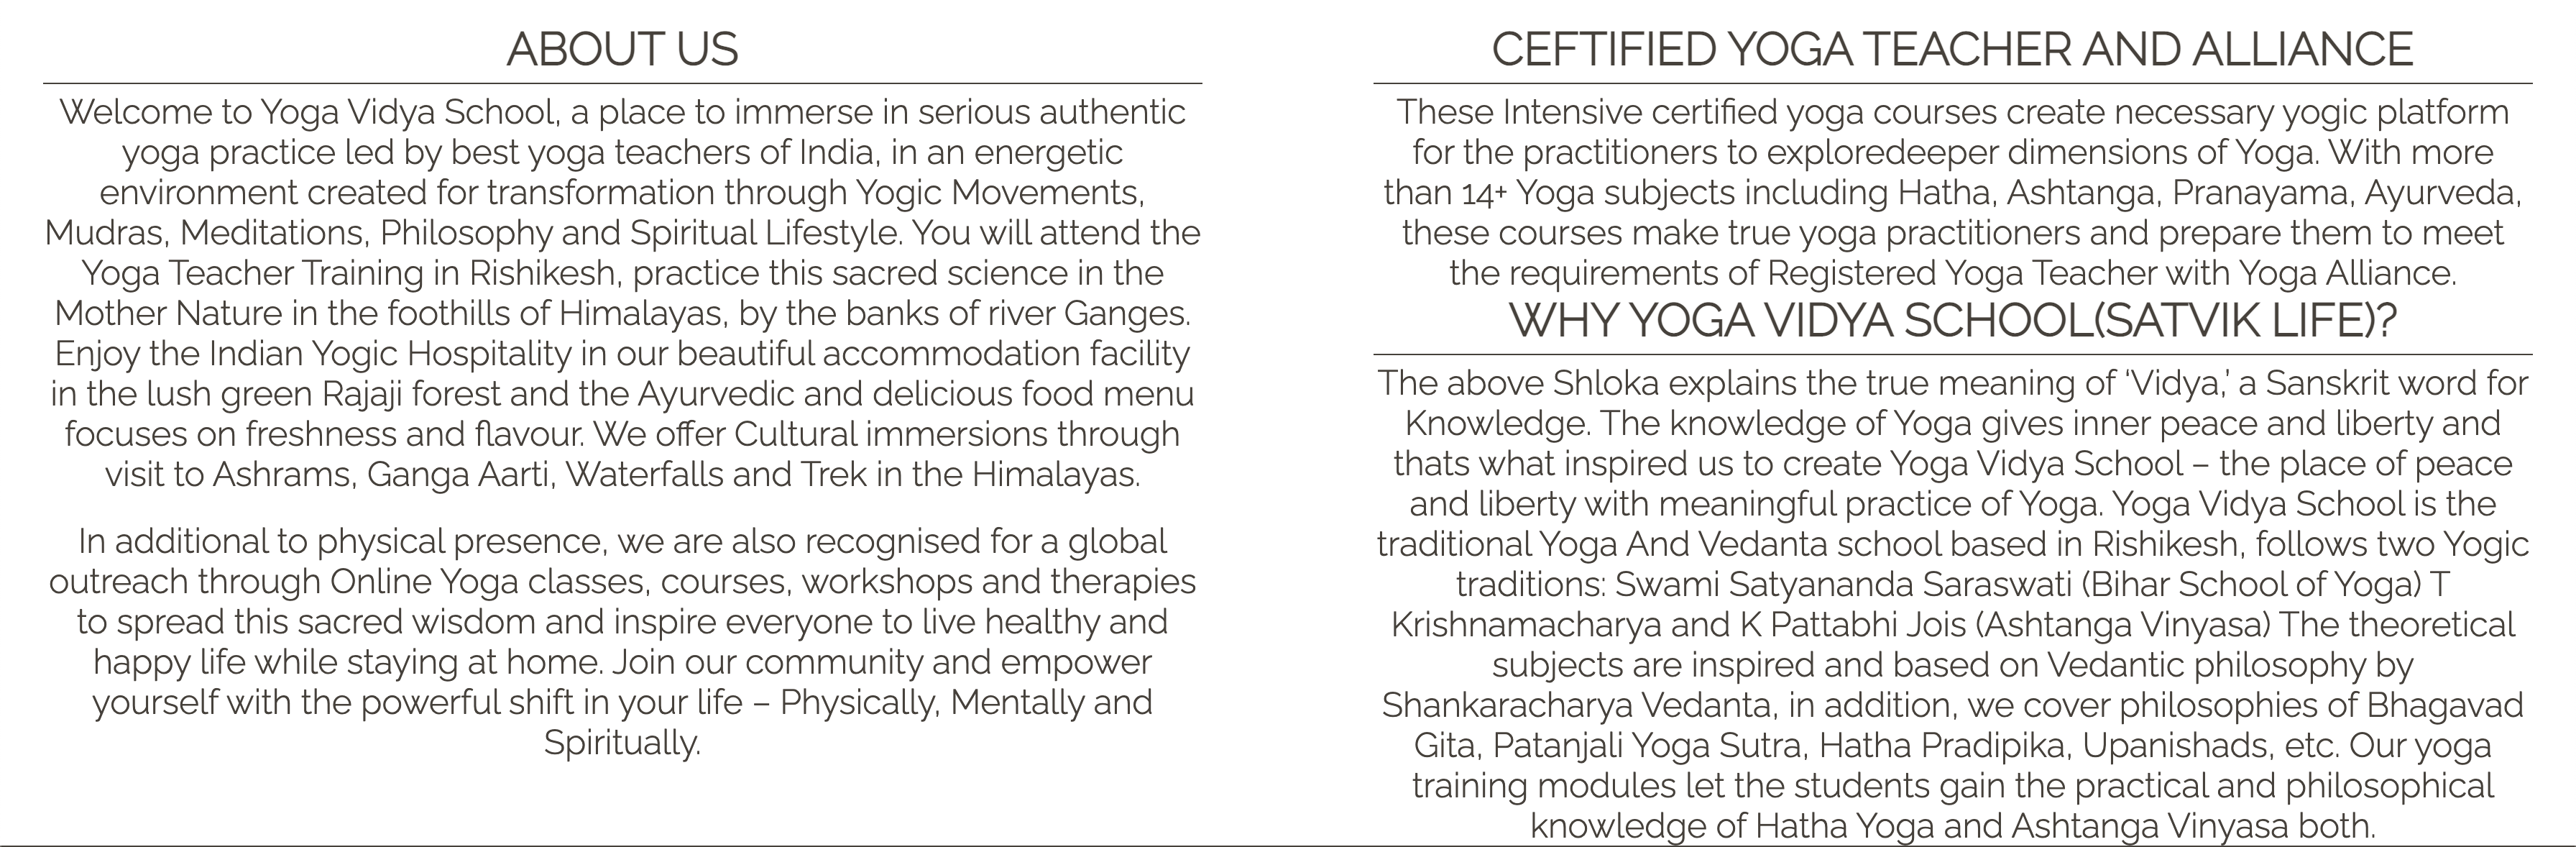 ABOUT US
Welcome to Yoga Vidya School, a place to immerse in serious authentic
yoga practice led by best yoga teachers of India, in an energetic
environment created for transformation through Yogic Movements,
Mudras, Meditations, Philosophy and Spiritual Lifestyle. You will attend the
Yoga Teacher Training in Rishikesh, practice this sacred science in the
Mother Nature in the foothills of Himalayas, by the banks of river Ganges.
Enjoy the Indian Yogic Hospitality in our beautiful accommodation facility
in the lush green Rajaji forest and the Ayurvedic and delicious food menu
focuses on freshness and flavour. We offer Cultural immersions through
visit to Ashrams, Ganga Aarti, Waterfalls and Trek in the Himalayas.
In additional to physical presence, we are also recognised for a global
outreach through Online Yoga classes, courses, workshops and therapies
to spread this sacred wisdom and inspire everyone to live healthy and
happy life while staying at home. Join our community and empower
yourself with the powerful shift in your life – Physically, Mentally and
Spiritually.
CEFTIFIED YOGA TEACHER AND ALLIANCE
These Intensive certified yoga courses create necessary yogic platform
for the practitioners to exploredeeper dimensions of Yoga. With more
than 14+ Yoga subjects including Hatha, Ashtanga, Pranayama, Ayurveda,
these courses make true yoga practitioners and prepare them to meet
the requirements of Registered Yoga Teacher with Yoga Alliance.
WHY YOGA VIDYA SCHOOL(SATVIK LIFE)?
The above Shloka explains the true meaning of ‘Vidya,’ a Sanskrit word for
Knowledge. The knowledge of Yoga gives inner peace and liberty and
thats what inspired us to create Yoga Vidya School – the place of peace
and liberty with meaningful practice of Yoga. Yoga Vidya School is the
traditional Yoga And Vedanta school based in Rishikesh, follows two Yogic
traditions: Swami Satyananda Saraswati (Bihar School of Yoga) T
Krishnamacharya and K Pattabhi Jois (Ashtanga Vinyasa) The theoretical
subjects are inspired and based on Vedantic philosophy by
Shankaracharya Vedanta, in addition, we cover philosophies of Bhagavad
Gita, Patanjali Yoga Sutra, Hatha Pradipika, Upanishads, etc. Our yoga
training modules let the students gain the practical and philosophical
knowledge of Hatha Yoga and Ashtanga Vinyasa both.